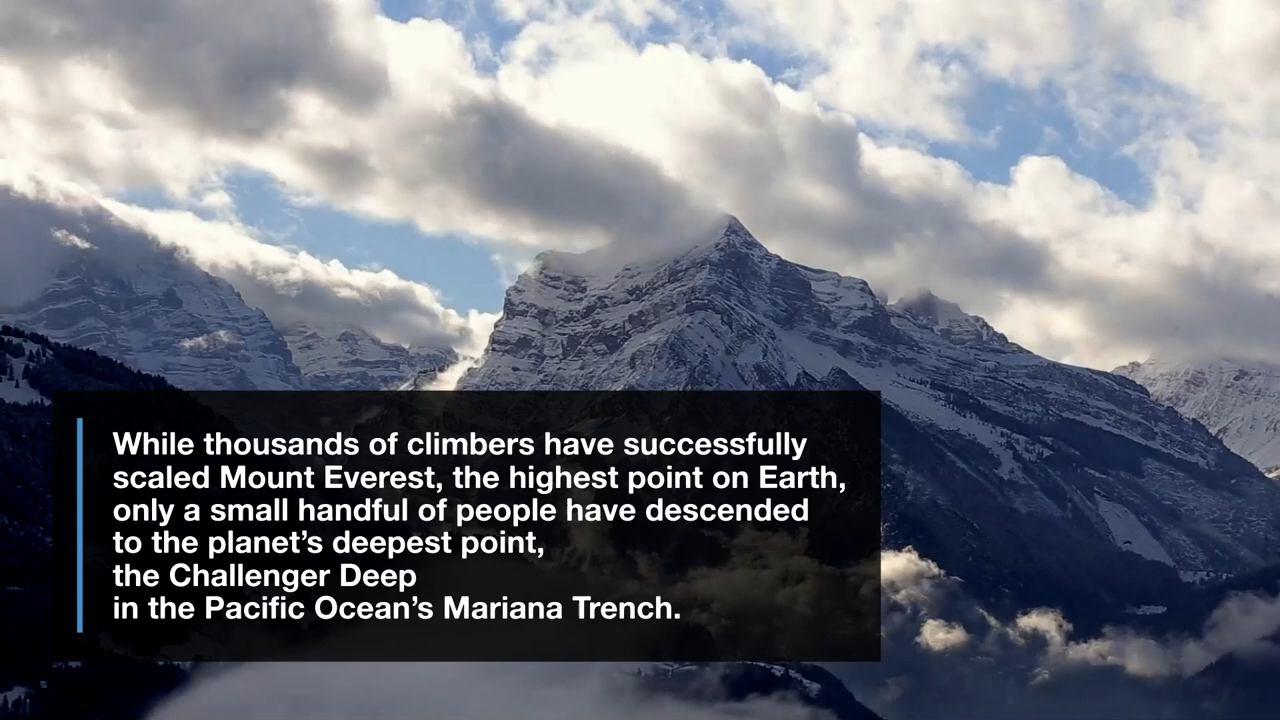 While thousands of climbers have successfully
scaled Mount Everest, the highest point on Earth,
only a small handful of people have descended
to the planet’s deepest point,
the Challenger Deep
in the Pacific Ocean’s Mariana Trench.